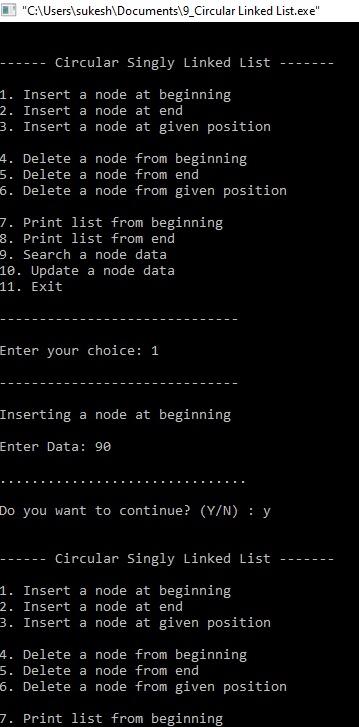 "C:\Users\sukesh\Documents\9_Circular Linked List.exe"
------ Circular Singly Linked List -------
1. Insert a node at beginning
2. Insert a node at end
3. Insert a node at given position
4. Delete a node from beginning
5. Delete a node from end
6. Delete a node from given position
7. Print list from beginning
8. Print list from end
9. Search a node data
10. Update a node data
11. Exit
------------------------------
Enter your choice: 1
------------------------------
Inserting a node at beginning
Enter Data: 90
...............................
Do you want to continue? (Y/N) : y
------ Circular Singly Linked List -------
1. Insert a node at beginning
2. Insert a node at end
3. Insert a node at given position
4. Delete a node from beginning
5. Delete a node from end
6. Delete a node from given position
7. Print list from beginning